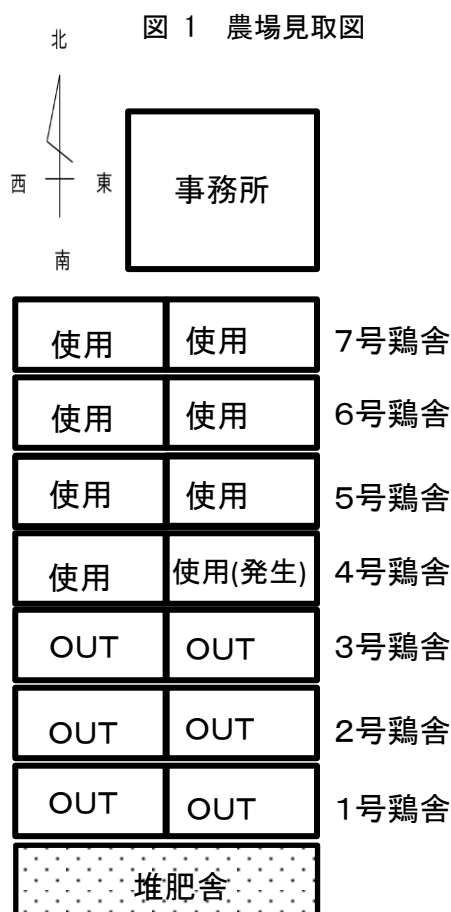 図 1 農場見取図
北
西 東
南
事務所
使用 使用 7号鶏舎
使用 使用 6号鶏舎
使用 使用 5号鶏舎
使用 使用(発生) 4号鶏舎
OUT OUT 3号鶏舎
OUT OUT 2号鶏舎
OUT OUT 1号鶏舎
堆肥舎